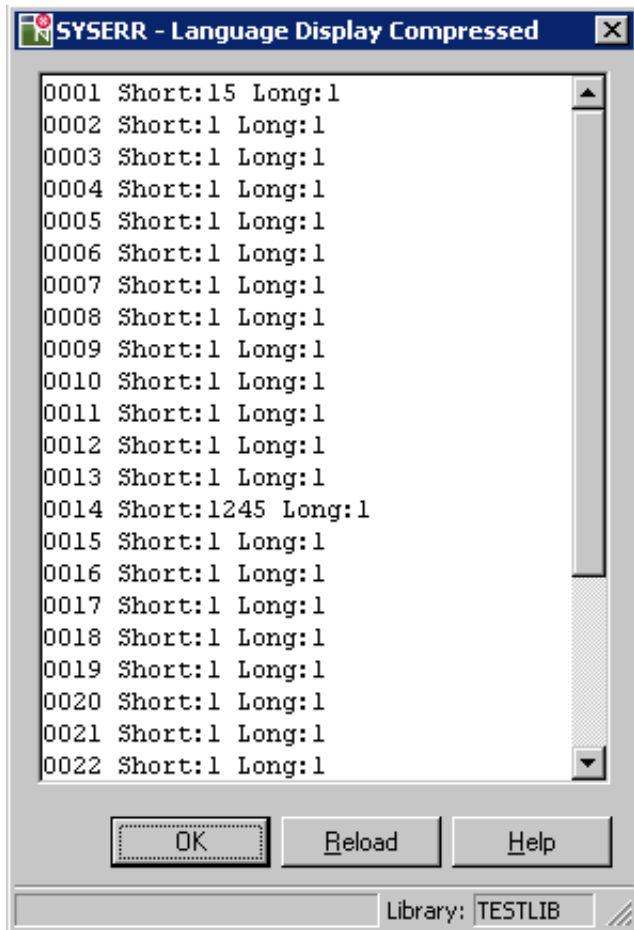 SYSERR - Language Display Compressed
0001 Short:15 Long:1
0002 Short:1 Long:1
0003 Short:1 Long:1
0004 Short:1 Long:1
0005 Short:1 Long:1
0006 Short:1 Long:1
0007 Short:1 Long:1
0008 Short:1 Long:1
0009 Short:1 Long:1
0010 Short:1 Long:1
0011 Short:1 Long:1
0012 Short:1 Long:1
0013 Short:1 Long:1
0014 Short:1245 Long:1
0015 Short:1 Long:1
0016 Short:1 Long:1
0017 Short:1 Long:1
0018 Short:1 Long:1
0019 Short:1 Long:1
0020 Short:1 Long:1
0021 Short:1 Long:1
0022 Short:1 Long:1
OK Reload Help
Library: TESTLIB